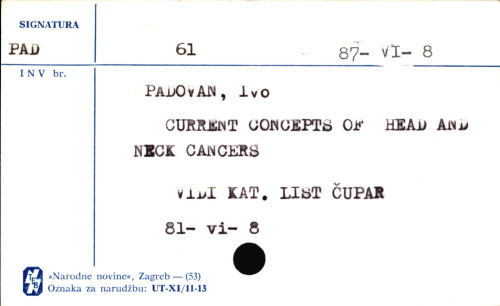 SIGNATURA
PAD 61 87- VI- 8
INV br.
PADOVAN, Ivo
CURRENT CONCEPTS OF HEAD AND
NECK CANCERS
VIDI KAT. LIST ČUPAR
81- vi- 8
»Narodne novine«, Zagreb — (53)
Oznaka za narudžbu: UT-XI/11-13